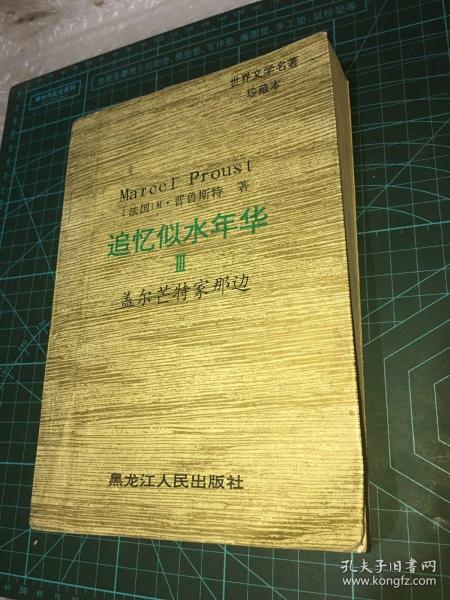 世界文学名著
珍藏本
Marcel Proust
[法国]M·普鲁斯特 著
追忆似水年华
III
盖尔芒特家那边
黑龙江人民出版社
孔夫子旧书网
www.kongfz.com